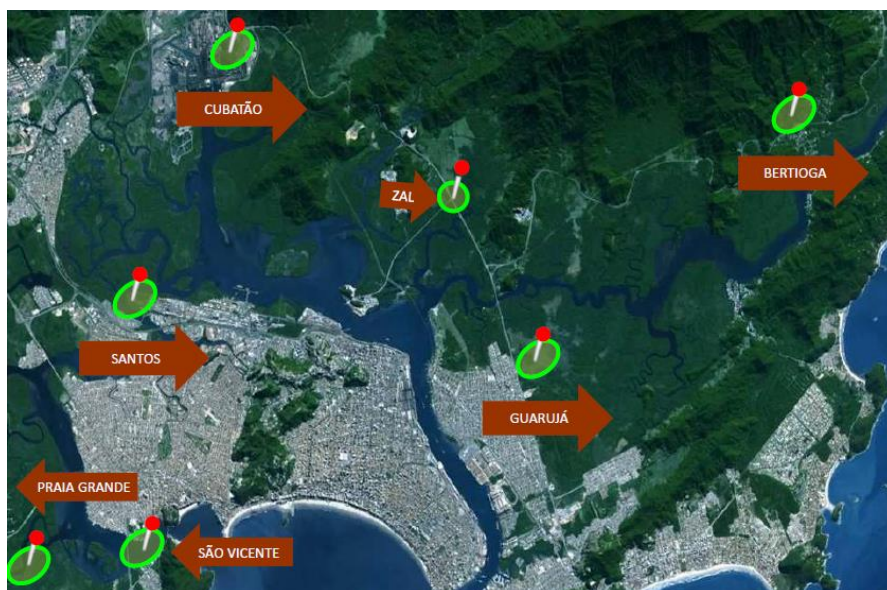 CUBATÃO
BERTIOGA
ZAL
SANTOS
GUARUJÁ
PRAIA GRANDE
SÃO VICENTE